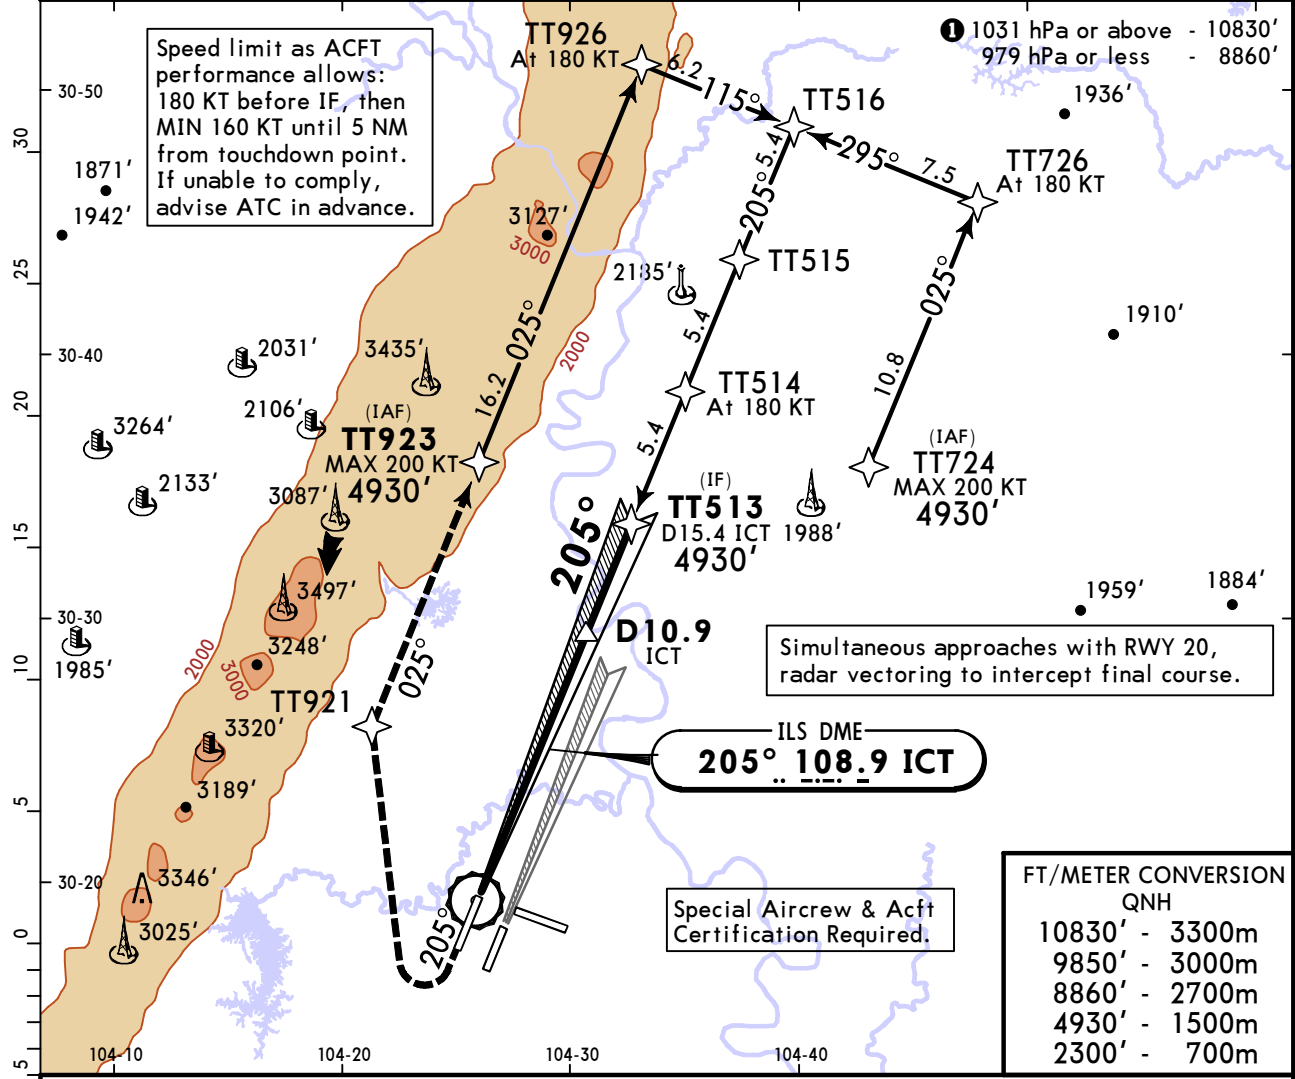 ❶ 1031 hPa or above - 10830'
979 hPa or less - 8860'
Speed limit as ACFT
performance allows:
180 KT before IF, then
MIN 160 KT until 5 NM
from touchdown point.
If unable to comply,
advise ATC in advance.
TT926
At 180 KT
6.2
115°
TT516
1936'
30-50
30
1871'
1942'
295°
7.5
TT726
At 180 KT
5.4
205°
3127'
3000
2185'
TT515
25
025°
025°
5.4
2000
1910'
30-40
2031'
3435'
16.2
10.8
TT514
At 180 KT
20
2106'
(IAF)
TT923
MAX 200 KT
4930'
3264'
2133'
3087'
5.4
(IAF)
TT724
MAX 200 KT
4930'
(IF)
TT513
D15.4 ICT
4930'
1988'
15
205°
3497'
30-30
1959'
1884'
3248'
1985'
2000
3000
D10.9
ICT
Simultaneous approaches with RWY 20,
radar vectoring to intercept final course.
10
025°
TT921
3320'
ILS DME
205° 108.9 ICT
3189'
5
3346'
30-20
3025'
0
205°
Special Aircrew & Acft
Certification Required.
FT/METER CONVERSION
QNH
10830' - 3300m
9850' - 3000m
8860' - 2700m
4930' - 1500m
2300' - 700m
5
104-10
104-20
104-30
104-40